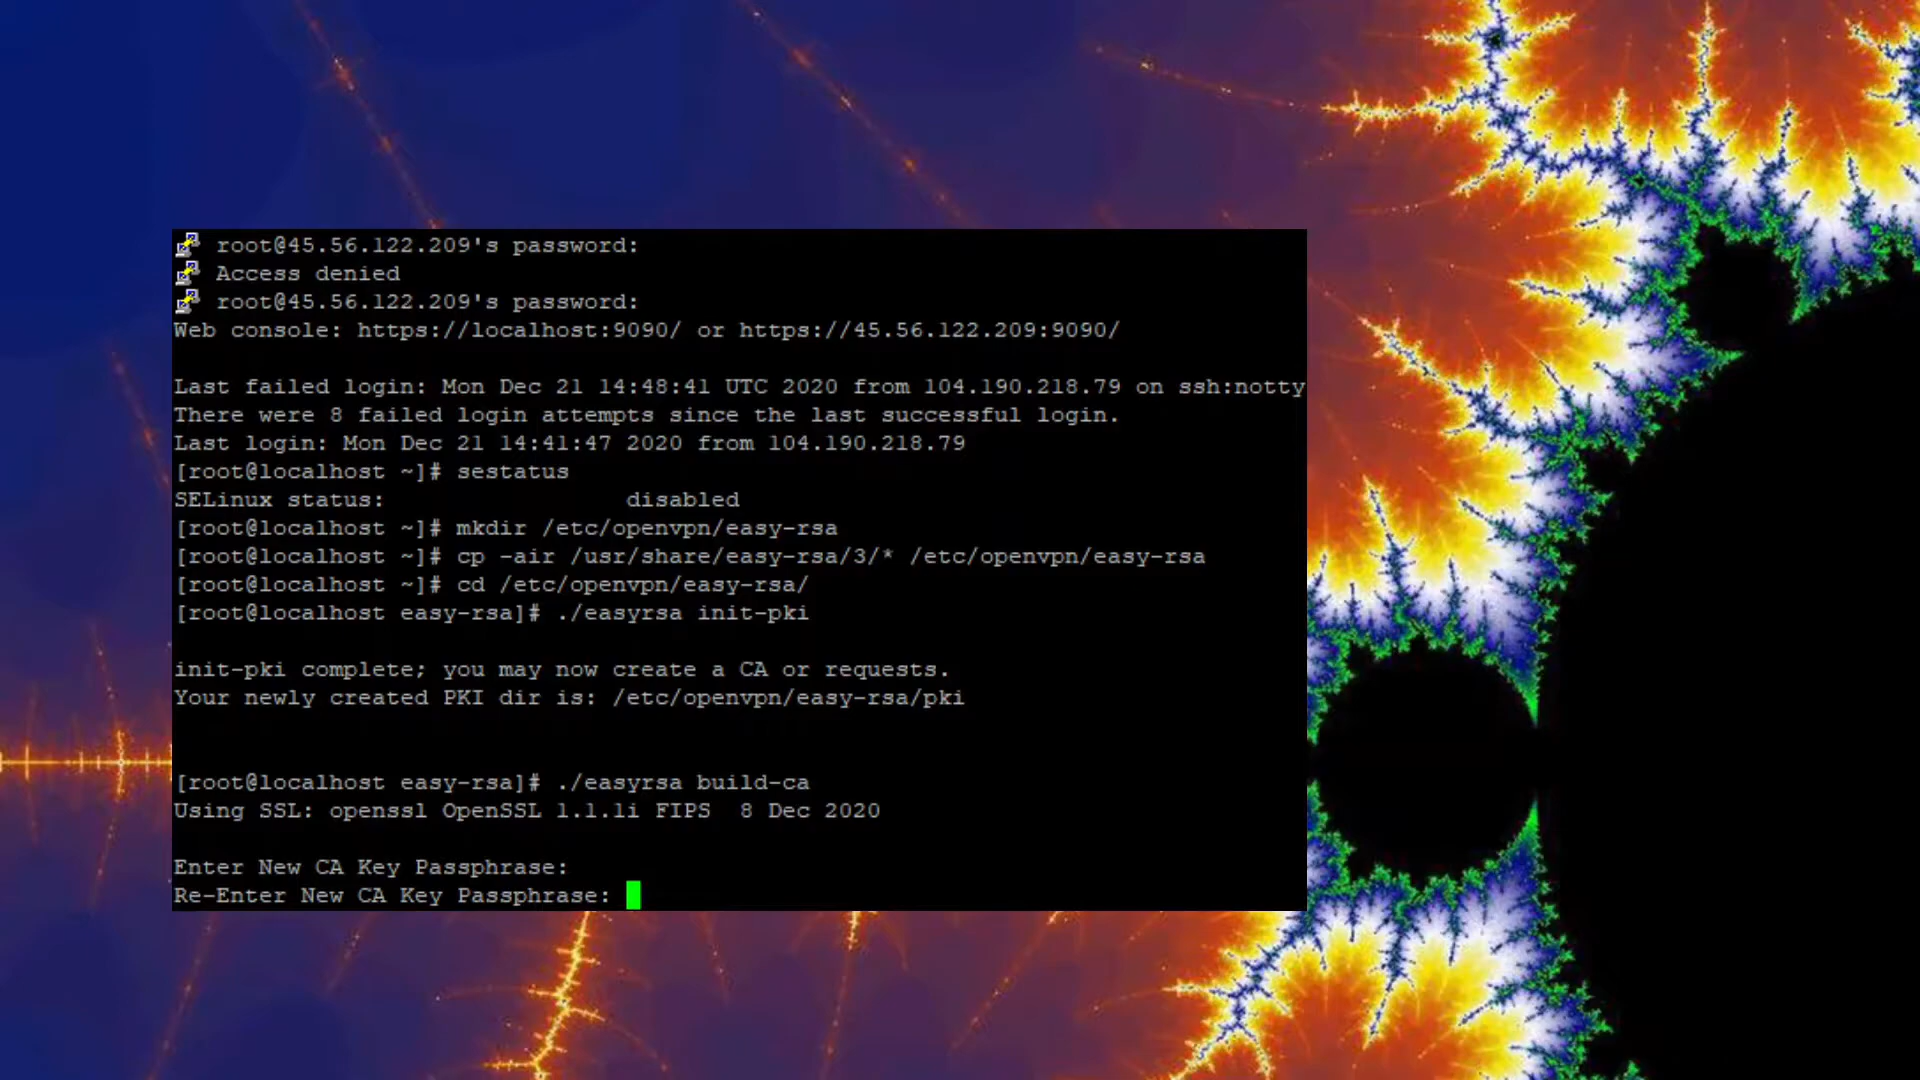 root@45.56.122.209's password:
Access denied
root@45.56.122.209's password:
Web console: https://localhost:9090/ or https://45.56.122.209:9090/
Last failed login: Mon Dec 21 14:48:41 UTC 2020 from 104.190.218.79 on ssh:notty
There were 8 failed login attempts since the last successful login.
Last login: Mon Dec 21 14:41:47 2020 from 104.190.218.79
[root@localhost ~]# sestatus
SELinux status:                 disabled
[root@localhost ~]# mkdir /etc/openvpn/easy-rsa
[root@localhost ~]# cp -air /usr/share/easy-rsa/3/* /etc/openvpn/easy-rsa
[root@localhost ~]# cd /etc/openvpn/easy-rsa/
[root@localhost easy-rsa]# ./easyrsa init-pki
init-pki complete; you may now create a CA or requests.
Your newly created PKI dir is: /etc/openvpn/easy-rsa/pki
[root@localhost easy-rsa]# ./easyrsa build-ca
Using SSL: openssl OpenSSL 1.1.1i FIPS  8 Dec 2020
Enter New CA Key Passphrase:
Re-Enter New CA Key Passphrase: